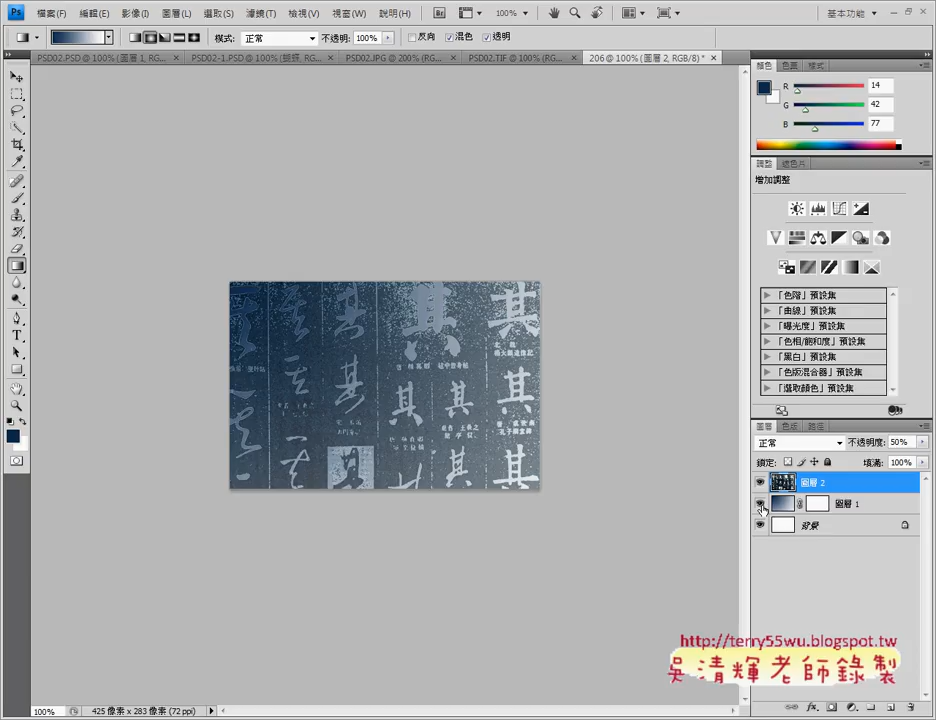 Ps 檔案(F) 編輯(E) 影像(I) 圖層(L) 選取(S) 濾鏡(T) 檢視(V) 視窗(W) 說明(H) Br 100% 基本功能
模式: 正常 不透明: 100% 反向 混色 透明
PSD02.PSD @ 100% (圖層 1, RG... × PSD02-1.PSD @ 100% (蝴蝶, RG... × PSD02.JPG @ 200% (RG... × PSD02.TIF @ 100% (RG... × 206 @ 100% (圖層 2, RGB/8) * ×
顏色 色票 樣式
R 14
G 42
B 77
調整 遮色片
增加調整
「色階」預設集
「曲線」預設集
「曝光度」預設集
「色相/飽和度」預設集
「黑白」預設集
「色版混合器」預設集
「選取顏色」預設集
圖層 色版 路徑
正常 不透明度: 50%
鎖定: 填滿: 100%
圖層 2
圖層 1
背景
其 其
其 其 其
其 其
http://terry55wu.blogspot.tw
吳清輝老師錄製
100% 425 像素 x 283 像素 (72 ppi)